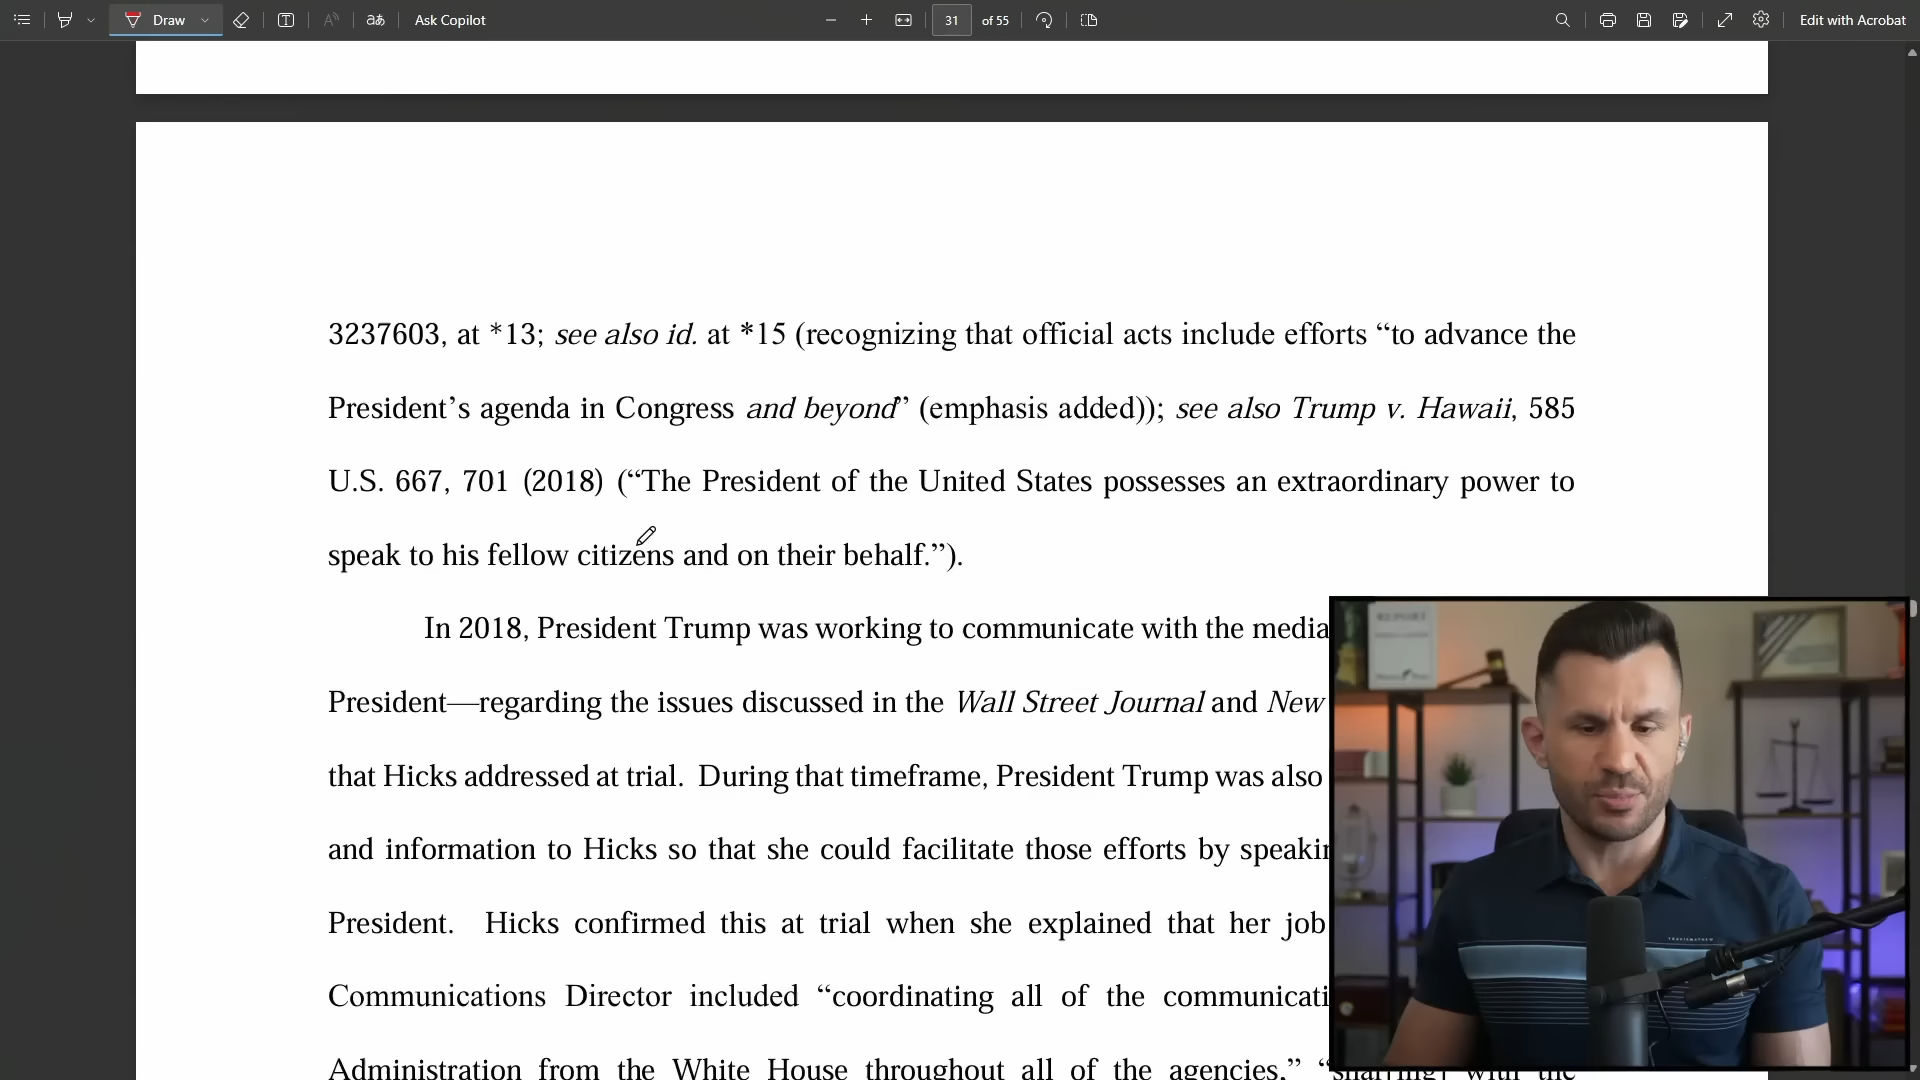 Draw
aあ
Ask Copilot
31
of 55
Edit with Acrobat
3237603, at *13; see also id. at *15 (recognizing that official acts include efforts “to advance the
President’s agenda in Congress and beyond” (emphasis added)); see also Trump v. Hawaii, 585
U.S. 667, 701 (2018) (“The President of the United States possesses an extraordinary power to
speak to his fellow citizens and on their behalf.”).
In 2018, President Trump was working to communicate with the media
President—regarding the issues discussed in the Wall Street Journal and New
that Hicks addressed at trial. During that timeframe, President Trump was also
and information to Hicks so that she could facilitate those efforts by
President. Hicks confirmed this at trial when she explained that her job
Communications Director included “coordinating all of the
Administration from the White House throughout all of the agencies,” with the
REPORT
TRAVISMATHEW